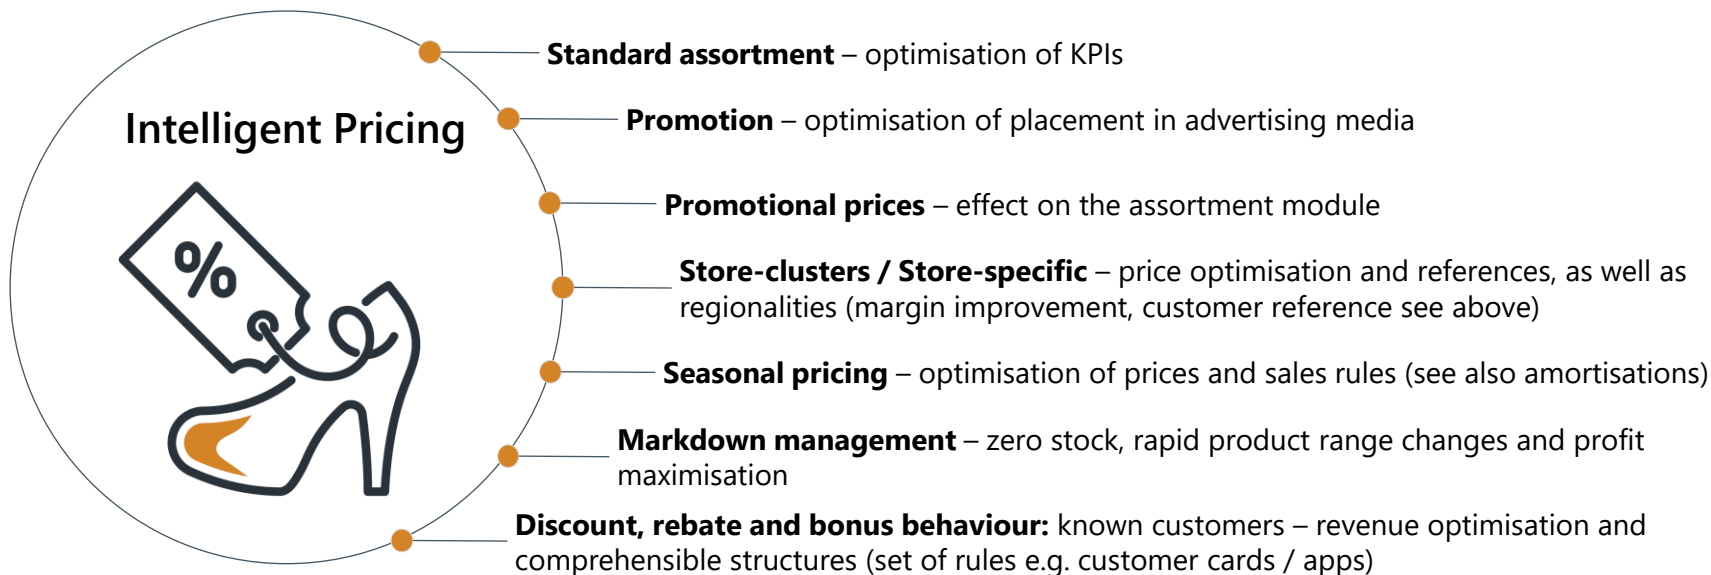 Intelligent Pricing
%
Standard assortment – optimisation of KPIs
Promotion – optimisation of placement in advertising media
Promotional prices – effect on the assortment module
Store-clusters / Store-specific – price optimisation and references, as well as
regionalities (margin improvement, customer reference see above)
Seasonal pricing – optimisation of prices and sales rules (see also amortisations)
Markdown management – zero stock, rapid product range changes and profit
maximisation
Discount, rebate and bonus behaviour: known customers – revenue optimisation and
comprehensible structures (set of rules e.g. customer cards / apps)